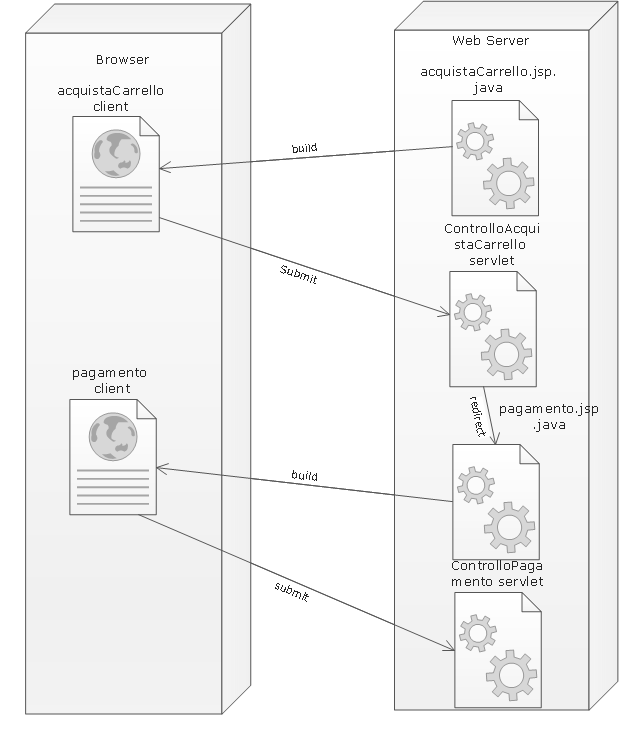 Browser
acquistaCarrello
client
build
Submit
pagamento
client
build
submit
Web Server
acquistaCarrello.jsp.
java
ControlloAcqui
staCarrello
servlet
redirect
pagamento.jsp
.java
ControlloPaga
mento servlet